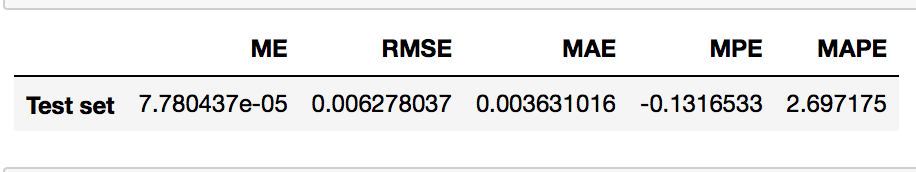 ME RMSE MAE MPE MAPE
Test set 7.780437e-05 0.006278037 0.003631016 -0.1316533 2.697175